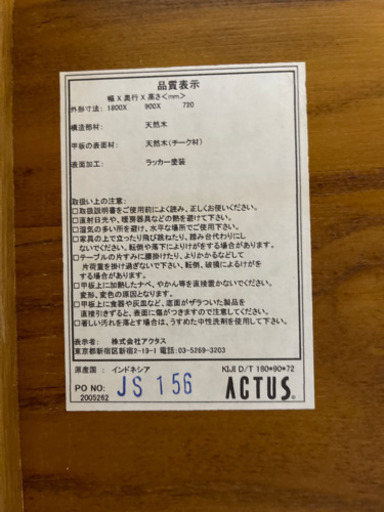 品質表示
幅X奥行X高さ<mm>
外形寸法: 1800X 900X 720
構造部材: 天然木
甲板の表面材: 天然木(チーク材)
表面加工: ラッカー塗装
取扱い上の注意:
□取扱説明書をご使用前によく読み、正しくお使いください。
□直射日光や、暖房器具などの熱を避けて下さい。
□湿気の多い所を避け、水平な場所でご使用下さい。
□家具の上で立ったり飛び跳ねたり、踏み台代わりにし
ないで下さい。転倒や落下によりけがをする場合があります。
□テーブルの片すみに腰掛けたり、よりかかるなどして
片荷重を掛け過ぎないで下さい。転倒、破損によるけがを
する場合があります。
□甲板上に加熱したナベ、やかん等を直接置かないでください。
変形、変色の原因となります。
□甲板上に食器や灰皿など、底面がザラついた製品を
直接引きずると、表面に傷がつきますので注意してください。
□著しい汚れを落とす場合は、うすめた中性洗剤を使用して下さい。
表示者: 株式会社アクタス
東京都新宿区新宿2-19-1 電話:03-5269-3203
原産国: インドネシア KIJI D/T 180*90*72
PO NO: JS 156 ACTUS®
2005262